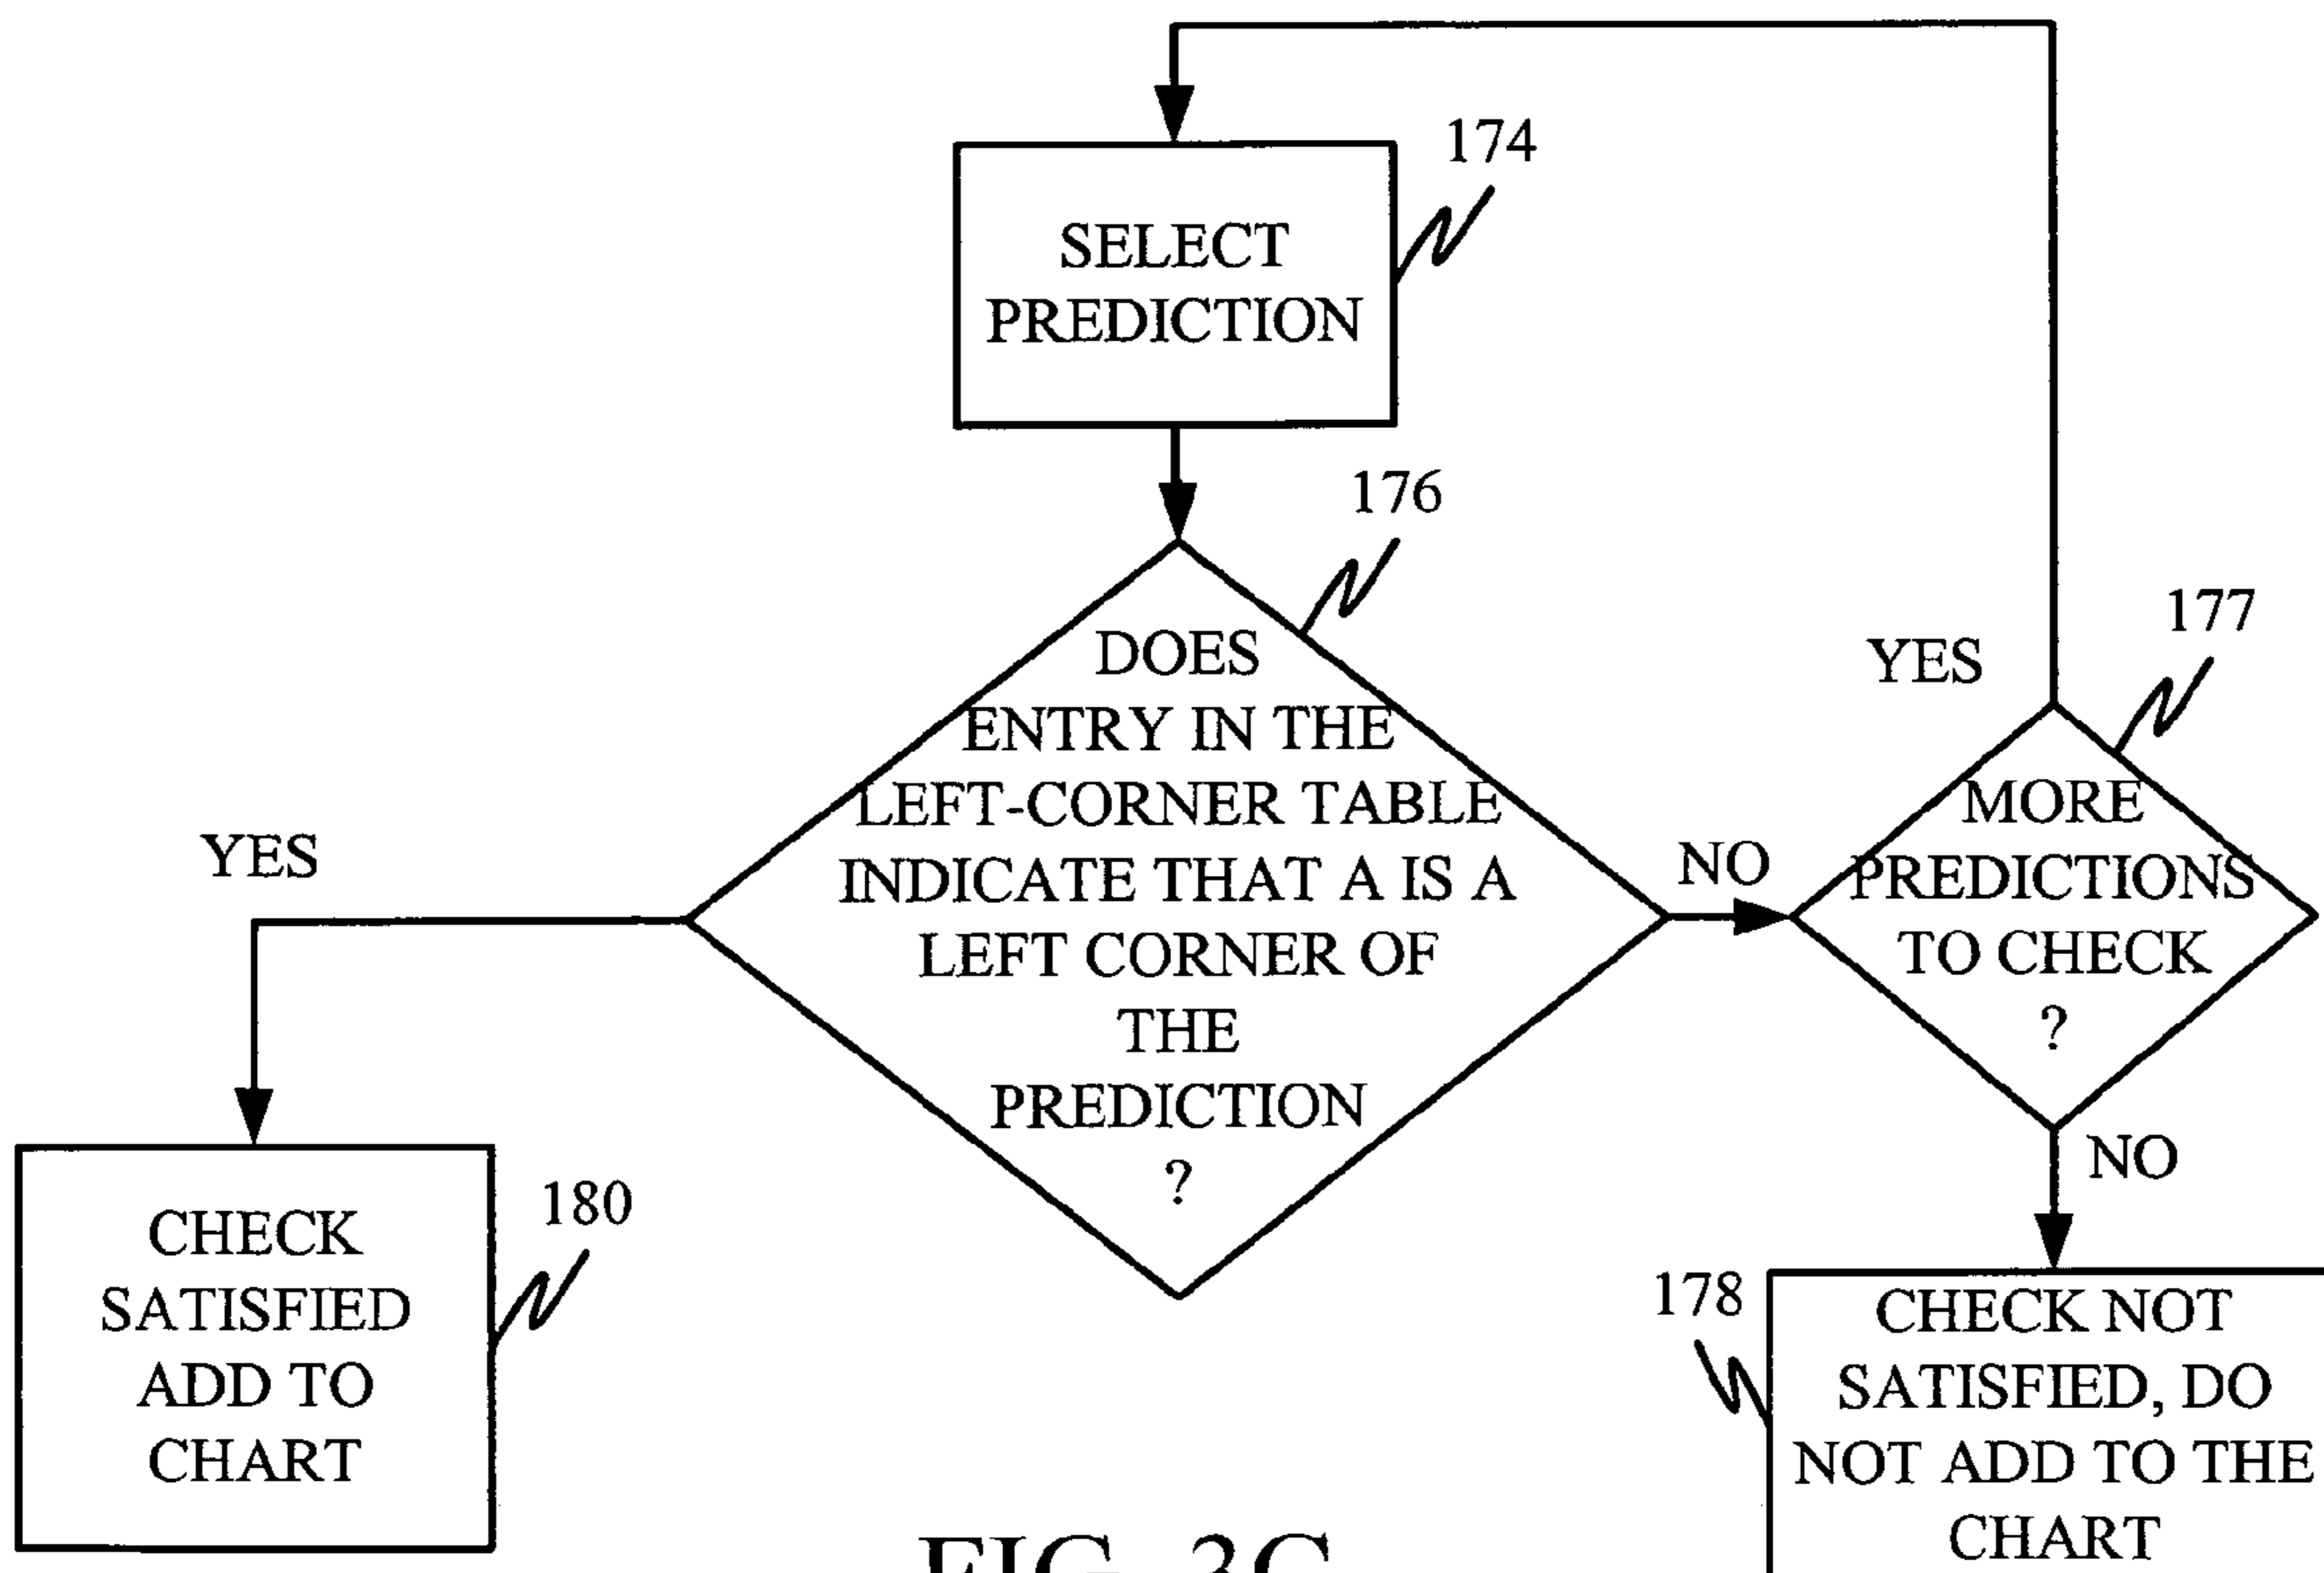 174
SELECT
PREDICTION
176
DOES
ENTRY IN THE
LEFT-CORNER TABLE
INDICATE THAT A IS A
LEFT CORNER OF
THE
PREDICTION
?
YES
NO
YES
177
MORE
PREDICTIONS
TO CHECK
?
NO
180
CHECK
SATISFIED
ADD TO
CHART
178
CHECK NOT
SATISFIED, DO
NOT ADD TO THE
CHART
FIG. 3C